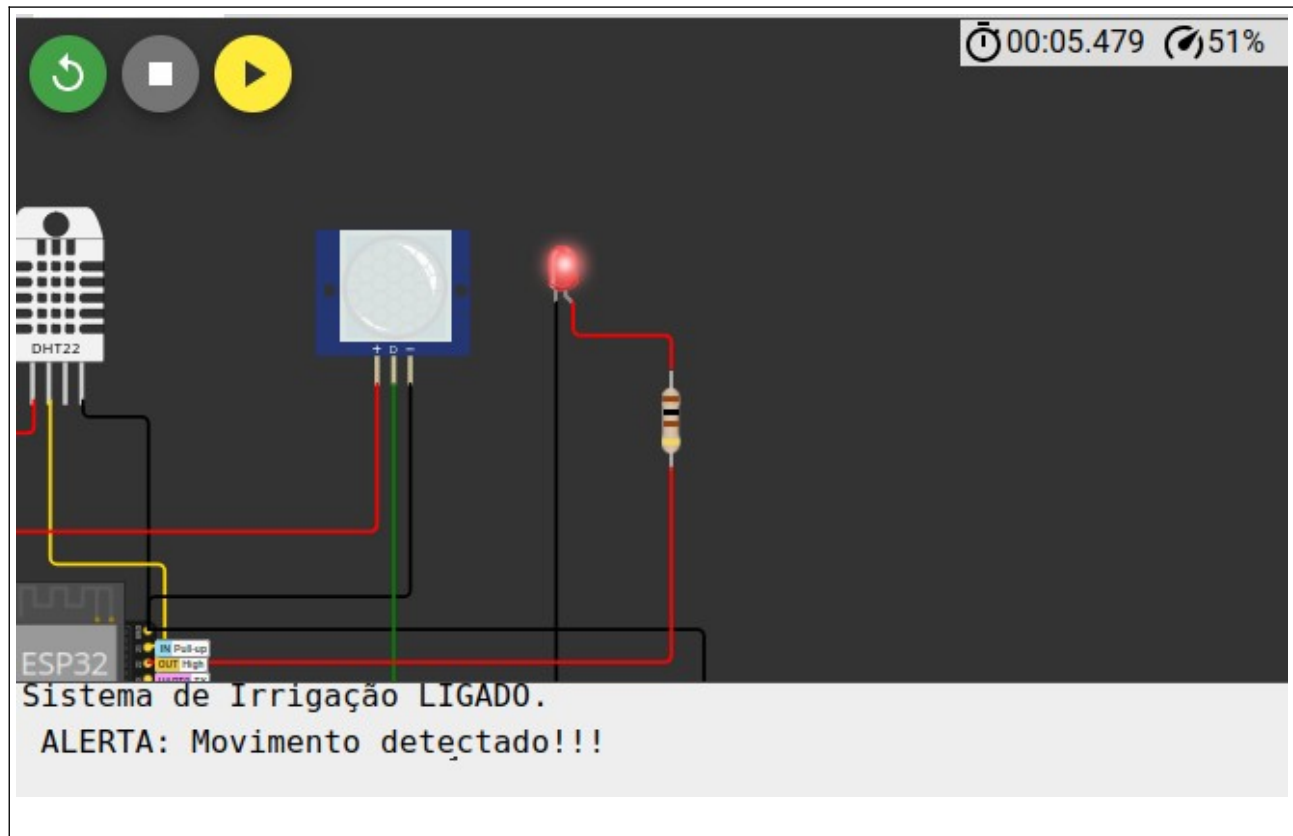 00:05.479 51%
DHT22
+ D −
IN Pull-up
OUT High
ESP32
Sistema de Irrigação LIGADO.
ALERTA: Movimento detectado!!!